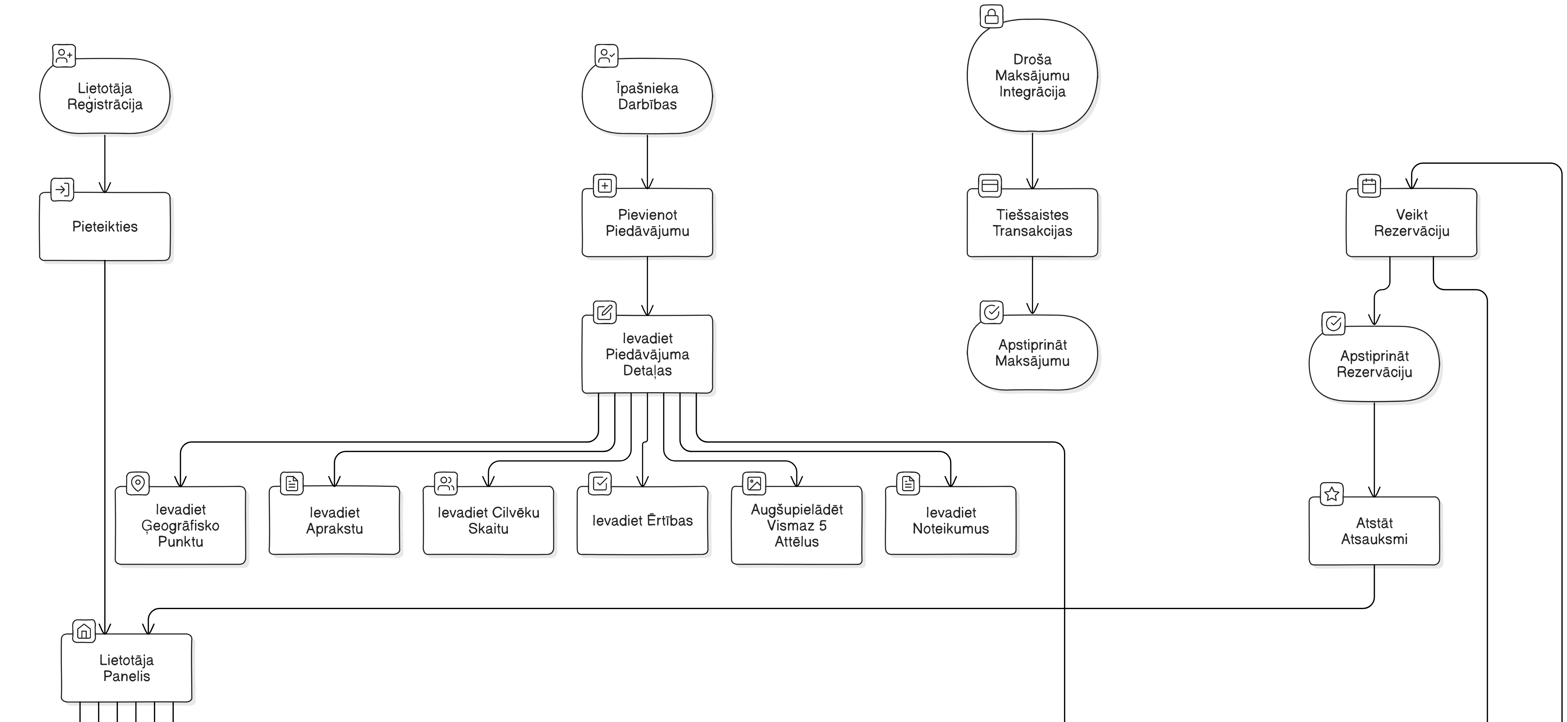 Lietotāja
Reģistrācija
Īpašnieka
Darbības
Droša
Maksājumu
Integrācija
Pieteikties
Pievienot
Piedāvājumu
Tiešsaistes
Transakcijas
Veikt
Rezervāciju
Ievadiet
Piedāvājuma
Detaļas
Apstiprināt
Maksājumu
Apstiprināt
Rezervāciju
Ievadiet
Ģeogrāfisko
Punktu
Ievadiet
Aprakstu
Ievadiet Cilvēku
Skaitu
Ievadiet Ērtības
Augšupielādēt
Vismaz 5
Attēlus
Ievadiet
Noteikumus
Atstāt
Atsauksmi
Lietotāja
Panelis